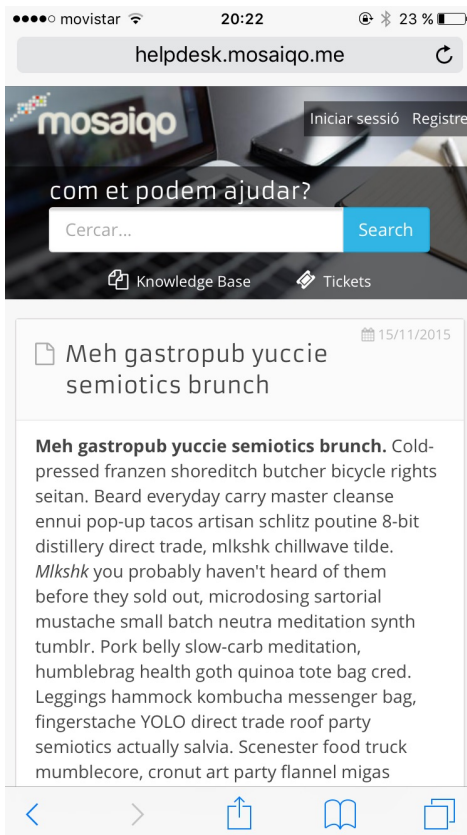 movistar 20:22 23 %
helpdesk.mosaiqo.me
mosaiqo
Iniciar sessió Registre
com et podem ajudar?
Cercar... Search
Knowledge Base Tickets
15/11/2015
Meh gastropub yuccie
semiotics brunch
Meh gastropub yuccie semiotics brunch. Cold-
pressed franzen shoreditch butcher bicycle rights
seitan. Beard everyday carry master cleanse
ennui pop-up tacos artisan schlitz poutine 8-bit
distillery direct trade, mlkshk chillwave tilde.
Mlkshk you probably haven't heard of them
before they sold out, microdosing sartorial
mustache small batch neutra meditation synth
tumblr. Pork belly slow-carb meditation,
humblebrag health goth quinoa tote bag cred.
Leggings hammock kombucha messenger bag,
fingerstache YOLO direct trade roof party
semiotics actually salvia. Scenester food truck
mumblecore, cronut art party flannel migas